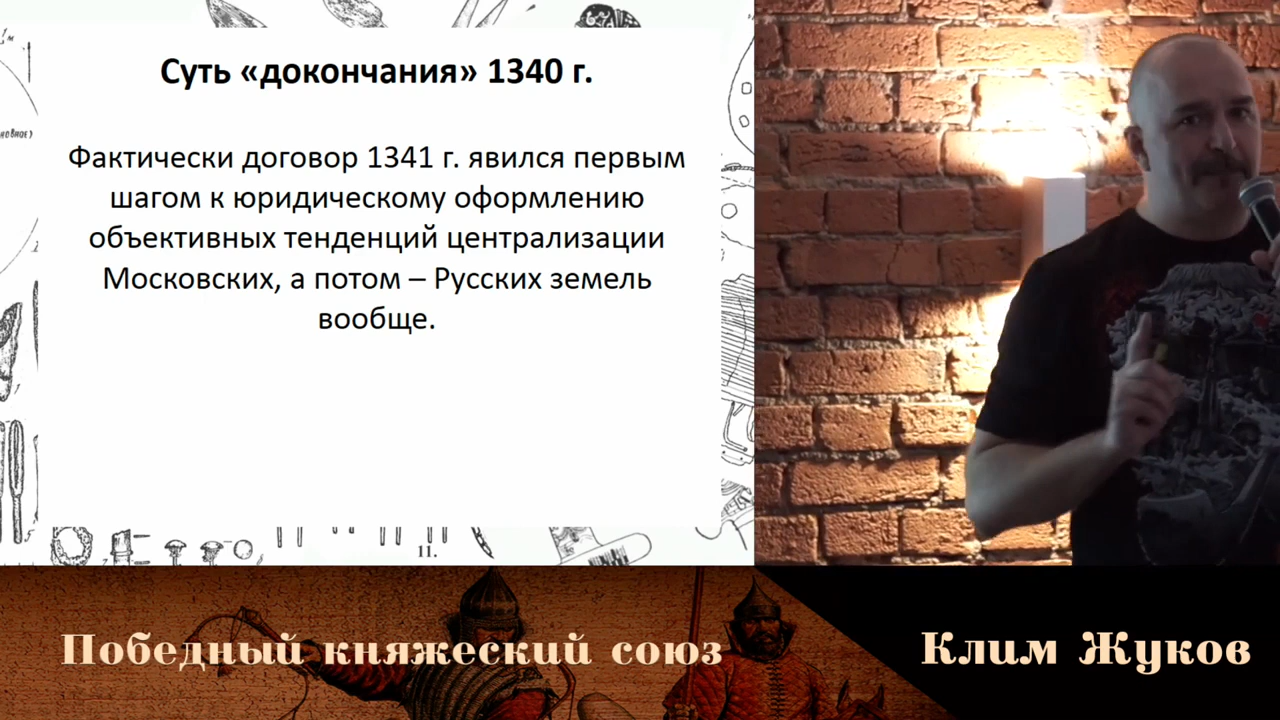 Суть «докончания» 1340 г.
Фактически договор 1341 г. явился первым
шагом к юридическому оформлению
объективных тенденций централизации
Московских, а потом – Русских земель
вообще.
II.
Победный княжеский союз
Клим Жуков